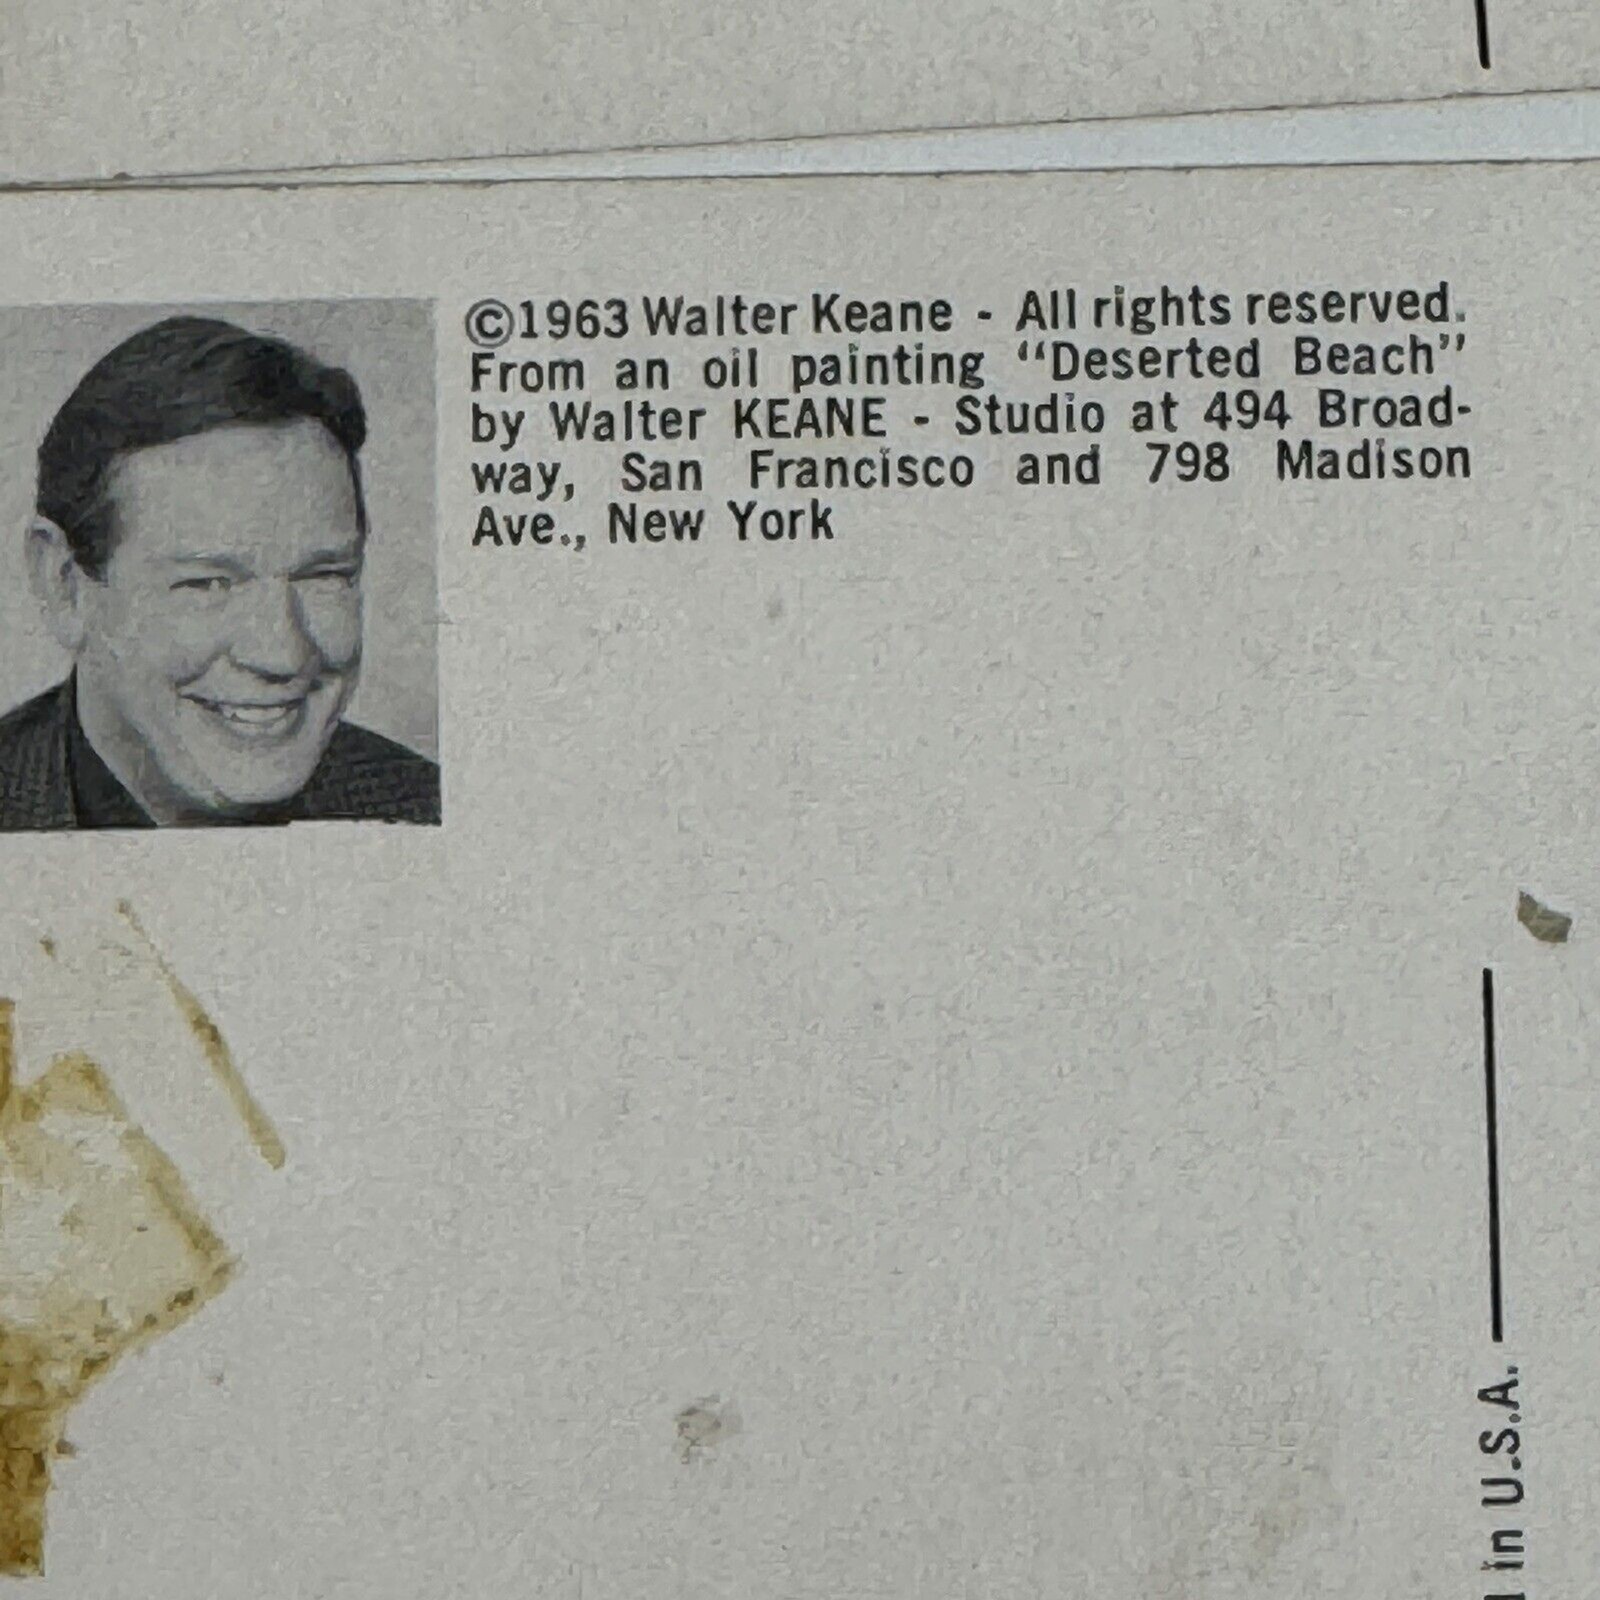 ©1963 Walter Keane - All rights reserved.
From an oil painting “Deserted Beach”
by Walter KEANE - Studio at 494 Broad-
way, San Francisco and 798 Madison
Ave., New York
in U.S.A.